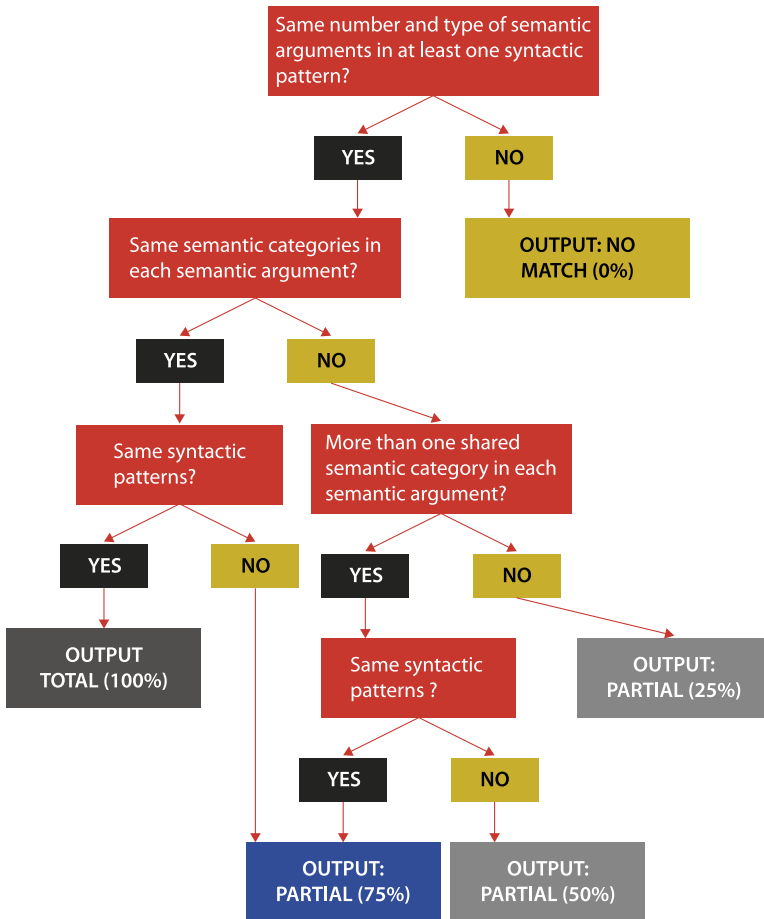 Same number and type of semantic
arguments in at least one syntactic
pattern?
YES
NO
Same semantic categories in
each semantic argument?
OUTPUT: NO
MATCH (0%)
YES
NO
Same syntactic
patterns?
More than one shared
semantic category in each
semantic argument?
YES
NO
YES
NO
OUTPUT
TOTAL (100%)
Same syntactic
patterns ?
OUTPUT:
PARTIAL (25%)
YES
NO
OUTPUT:
PARTIAL (75%)
OUTPUT:
PARTIAL (50%)